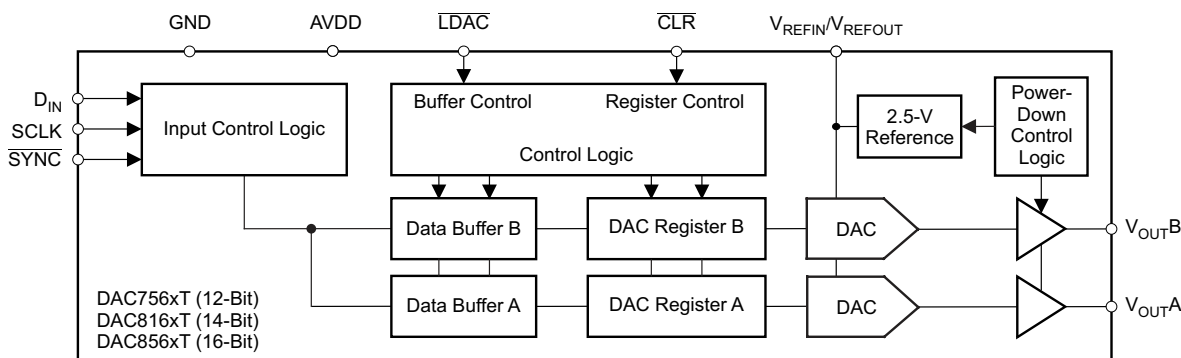 GND
AVDD
LDAC
CLR
VREFIN/VREFOUT
DIN
SCLK
SYNC
Input Control Logic
Buffer Control
Register Control
Control Logic
2.5-V
Reference
Power-
Down
Control
Logic
Data Buffer B
DAC Register B
DAC
VOUTB
Data Buffer A
DAC Register A
DAC
VOUTA
DAC756xT (12-Bit)
DAC816xT (14-Bit)
DAC856xT (16-Bit)